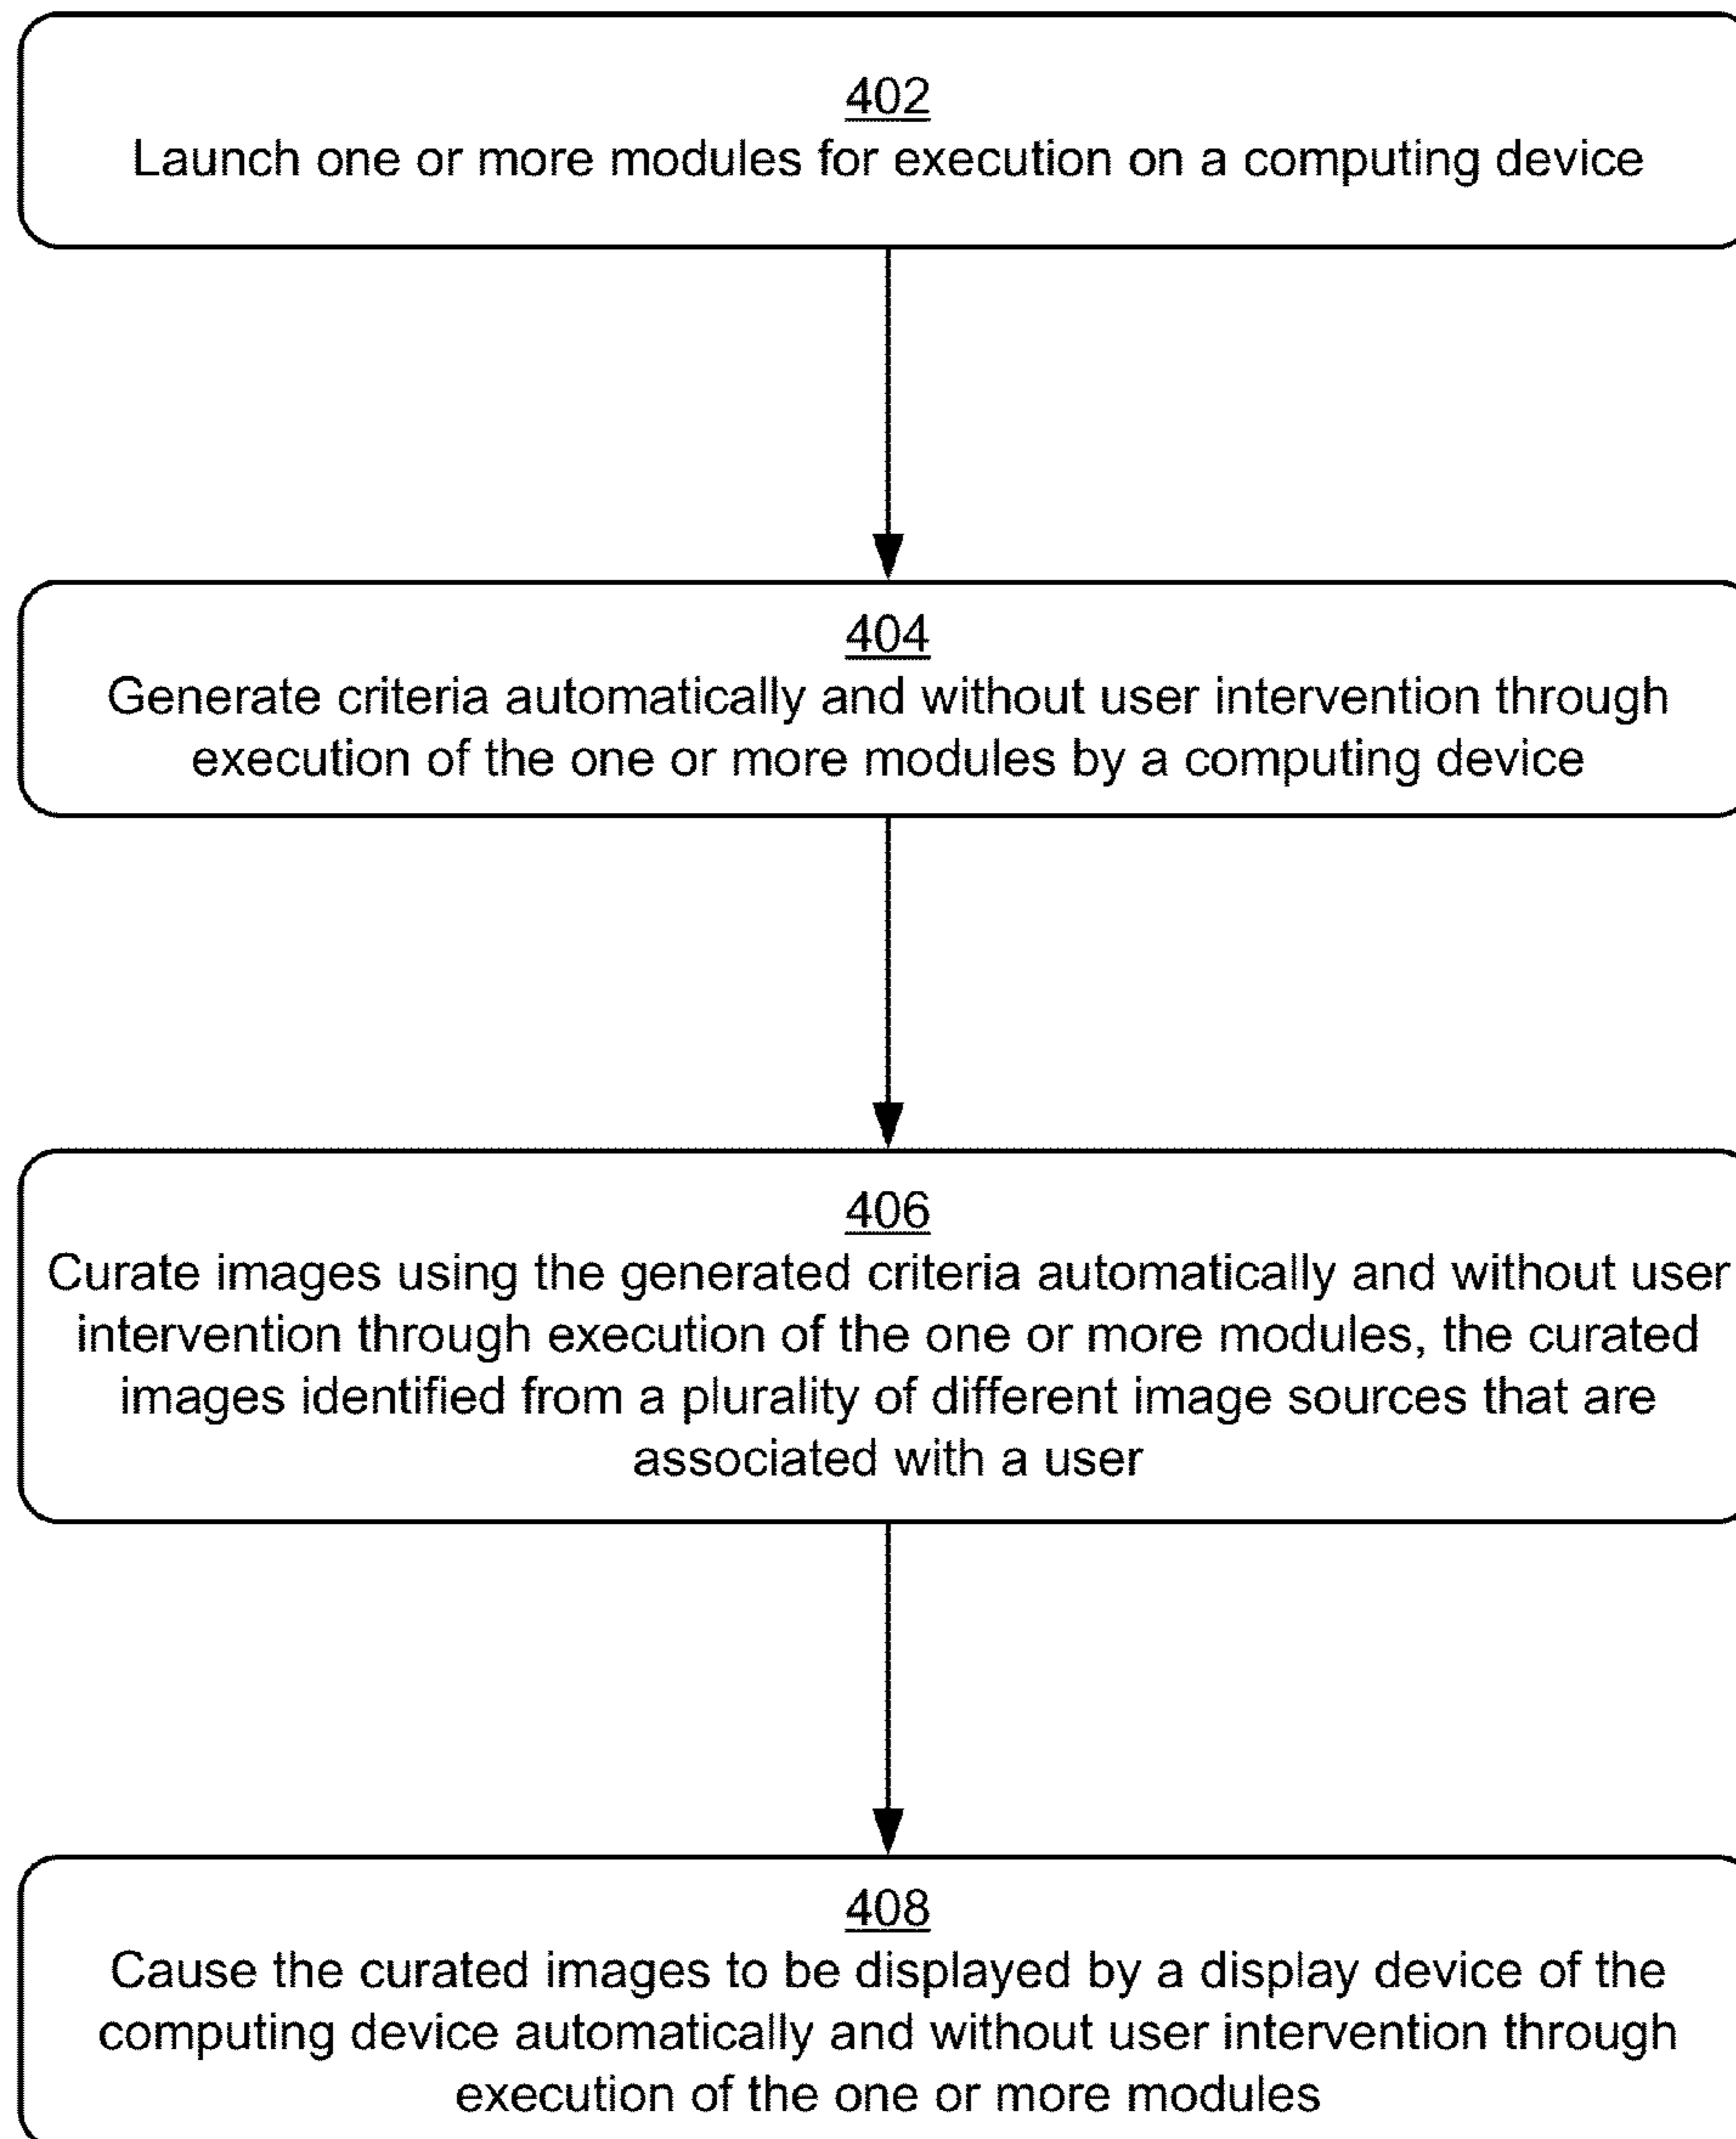 402
Launch one or more modules for execution on a computing device
404
Generate criteria automatically and without user intervention through
execution of the one or more modules by a computing device
406
Curate images using the generated criteria automatically and without user
intervention through execution of the one or more modules, the curated
images identified from a plurality of different image sources that are
associated with a user
408
Cause the curated images to be displayed by a display device of the
computing device automatically and without user intervention through
execution of the one or more modules